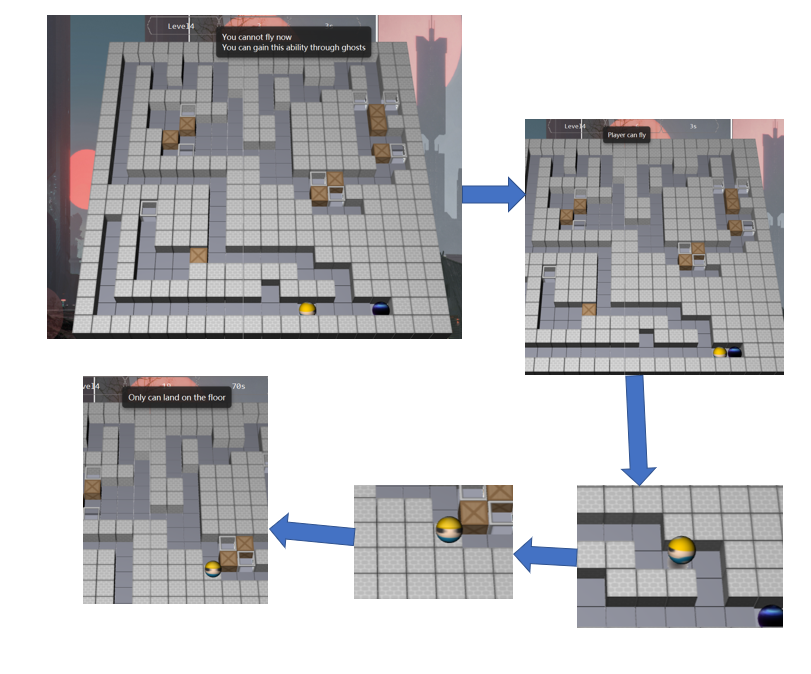 Level4
3s
You cannot fly now
You can gain this ability through ghosts
Level4
3s
Player can fly
vel4
70s
Only can land on the floor